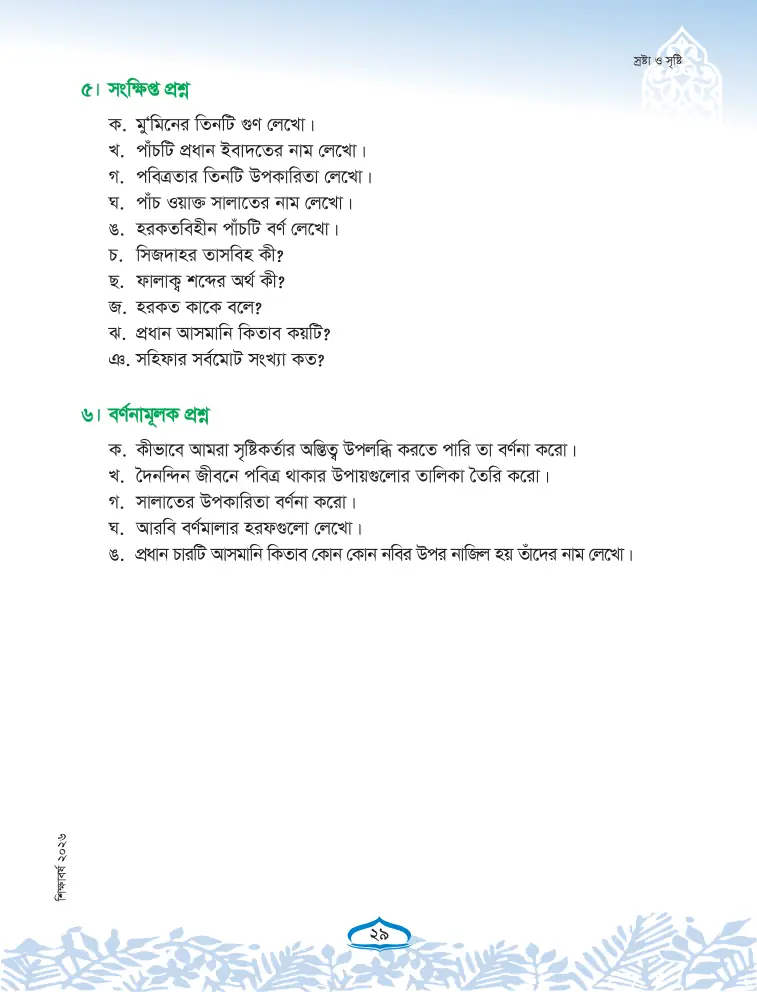 স্রষ্টা ও সৃষ্টি
৫। সংক্ষিপ্ত প্রশ্ন
ক. মু'মিনের তিনটি গুণ লেখো।
খ. পাঁচটি প্রধান ইবাদতের নাম লেখো।
গ. পবিত্রতার তিনটি উপকারিতা লেখো।
ঘ. পাঁচ ওয়াক্ত সালাতের নাম লেখো।
ঙ. হরকতবিহীন পাঁচটি বর্ণ লেখো।
চ. সিজদাহর তাসবিহ কী?
ছ. ফালাক্ব শব্দের অর্থ কী?
জ. হরকত কাকে বলে?
ঝ. প্রধান আসমানি কিতাব কয়টি?
ঞ. সহিফার সর্বমোট সংখ্যা কত?
৬। বর্ণনামূলক প্রশ্ন
ক. কীভাবে আমরা সৃষ্টিকর্তার অস্তিত্ব উপলব্ধি করতে পারি তা বর্ণনা করো।
খ. দৈনন্দিন জীবনে পবিত্র থাকার উপায়গুলোর তালিকা তৈরি করো।
গ. সালাতের উপকারিতা বর্ণনা করো।
ঘ. আরবি বর্ণমালার হরফগুলো লেখো।
ঙ. প্রধান চারটি আসমানি কিতাব কোন কোন নবির উপর নাজিল হয় তাঁদের নাম লেখো।
শিক্ষাবর্ষ ২০২৬
২৯